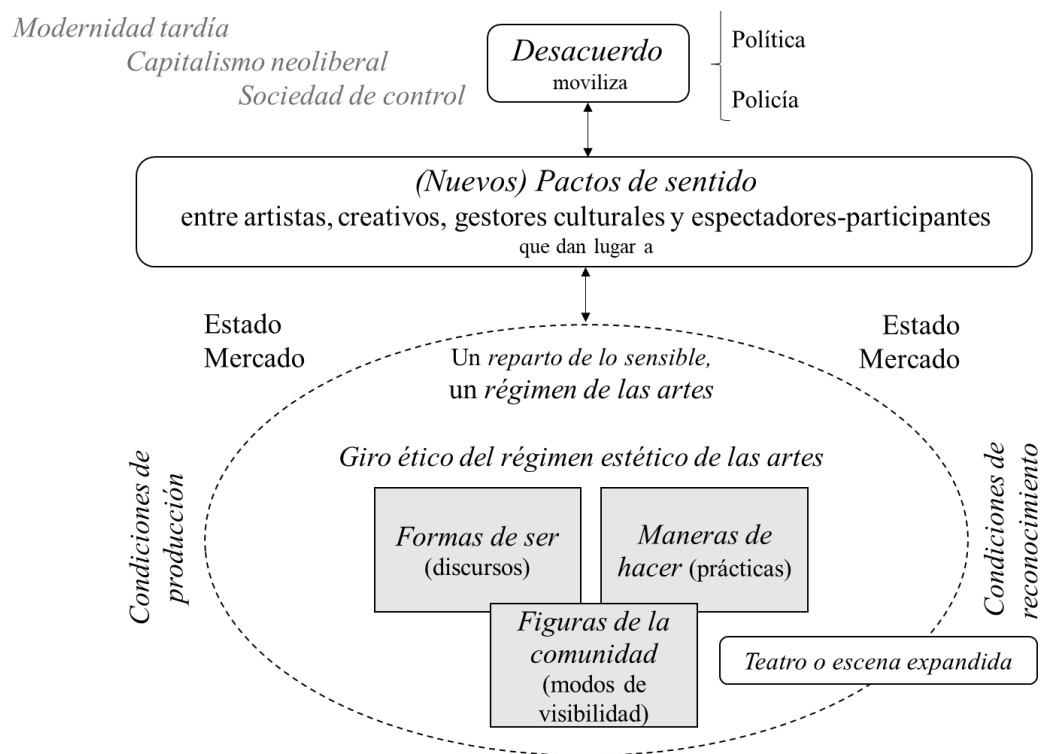 Modernidad tardía
Capitalismo neoliberal
Sociedad de control
Desacuerdo
moviliza
Política
Policía
(Nuevos) Pactos de sentido
entre artistas, creativos, gestores culturales y espectadores-participantes
que dan lugar a
Estado
Mercado
Estado
Mercado
Un reparto de lo sensible,
un régimen de las artes
Condiciones de
producción
Giro ético del régimen estético de las artes
Condiciones de
reconocimiento
Formas de ser
(discursos)
Maneras de
hacer (prácticas)
Figuras de la
comunidad
(modos de
visibilidad)
Teatro o escena expandida